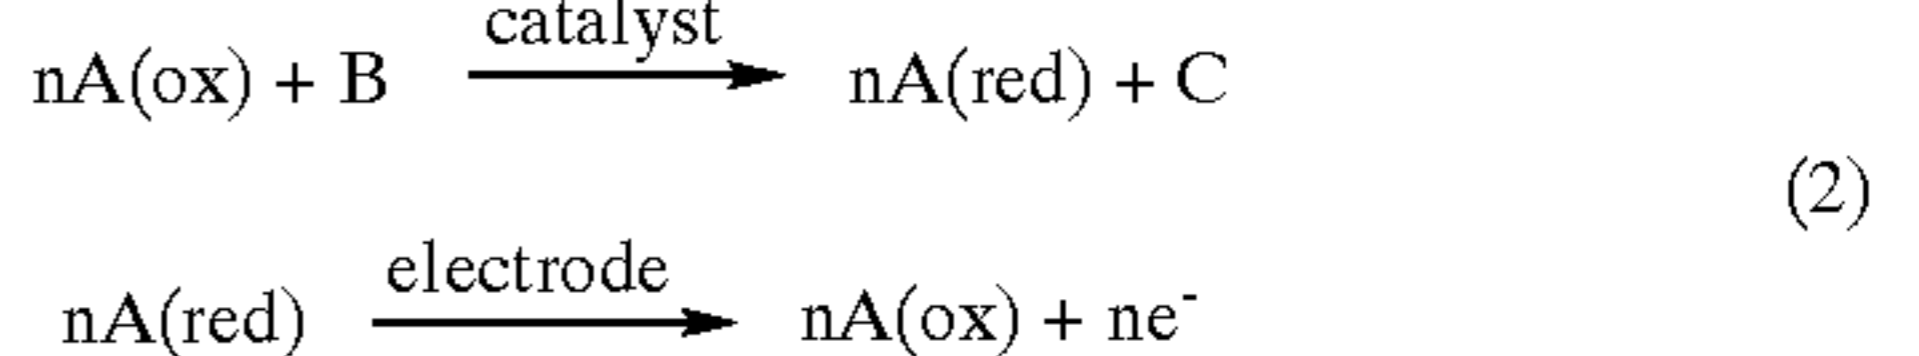 catalyst
nA(ox) + B → nA(red) + C
(2)
electrode
nA(red) → nA(ox) + ne⁻